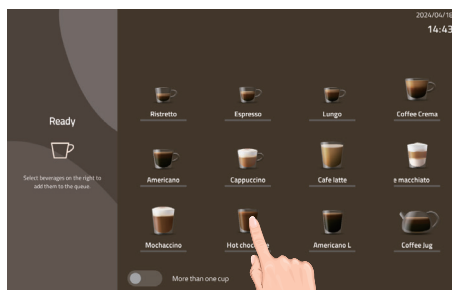 2024/04/18
14:43
Ready
Select beverages on the right to
add them to the queue.
Ristretto
Espresso
Lungo
Coffee Crema
Americano
Cappuccino
Cafe latte
e macchiato
Mochaccino
Hot choc
Americano L
Coffee Jug
More than one cup